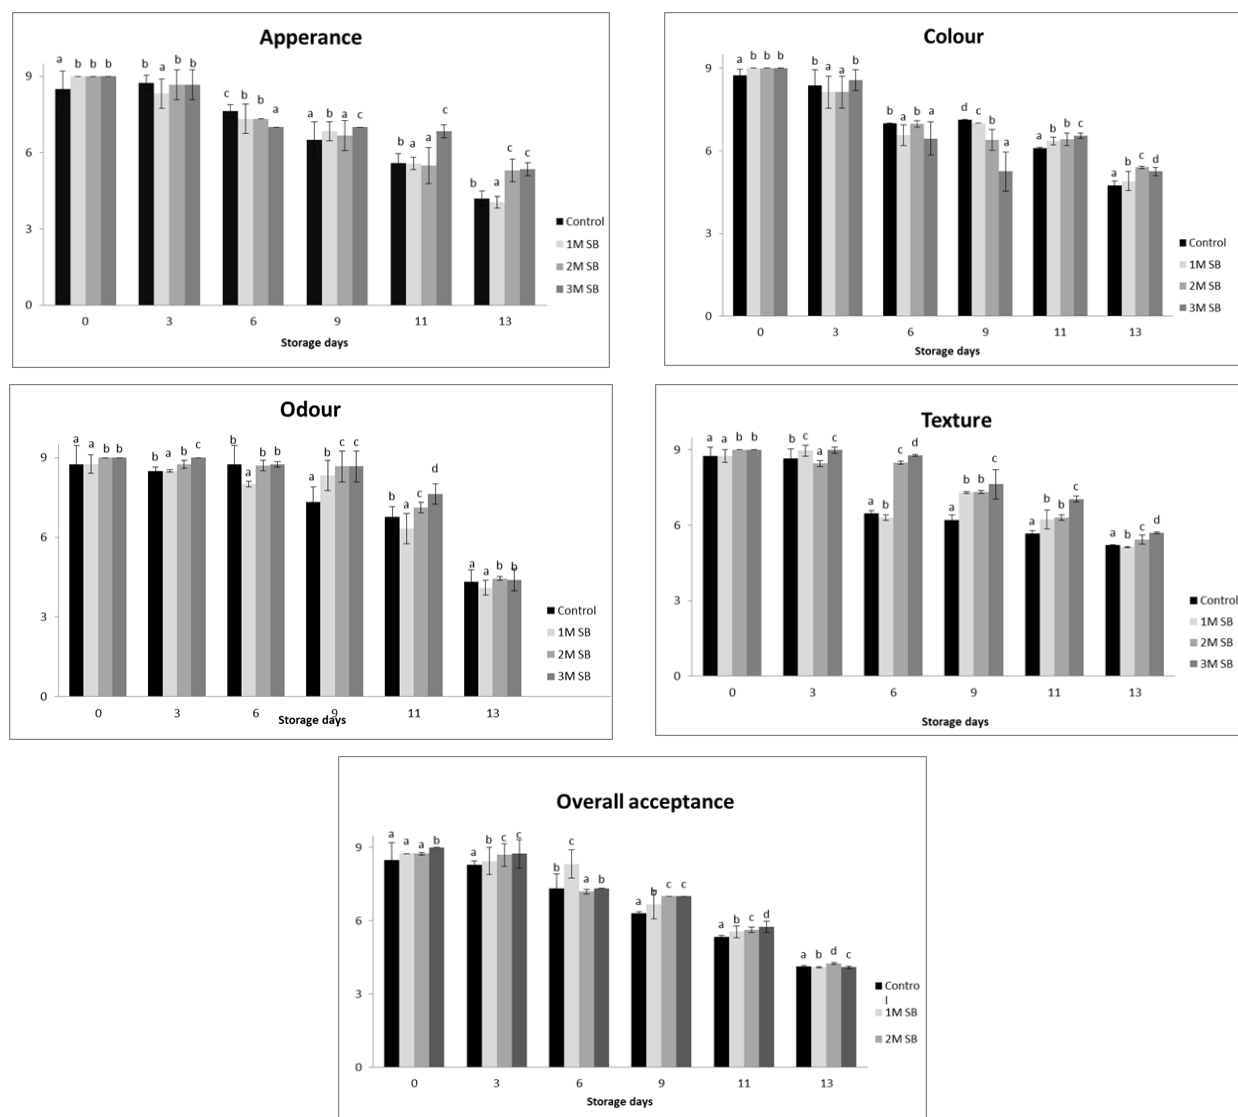 Apperance
a b b b b a b b c b b a a b a c b a a c b a c c
9
6
3
0
0 3 6 9 11 13
Storage days
Control
1M SB
2M SB
3M SB
Colour
a b b b b a a b b a b a d c b a a b b c a b c d
9
6
3
0
0 3 6 9 11 13
Storage days
Control
1M SB
2M SB
3M SB
Odour
a a b b b a b c b a b b a b c c b a c d a a b b
9
6
3
0
0 3 6 9 11 13
Storage days
Control
1M SB
2M SB
3M SB
Texture
a a b b b c a c b a c d a b b c a b b c a b c d
9
6
3
0
0 3 6 9 11 13
Storage days
Control
1M SB
2M SB
3M SB
Overall acceptance
a a a b a b c c b c a b a b c c a b c d a b d c
9
6
3
0
0 3 6 9 11 13
Storage days
Contro
l
1M SB
2M SB